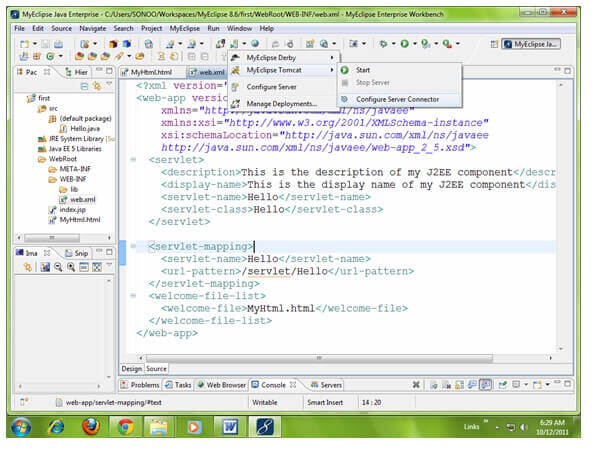 MyEclipse Java Enterprise - C:/Users/SONOO/Workspaces/MyEclipse 8.6/first/WebRoot/WEB-INF/web.xml - MyEclipse Enterprise Workbench
File Edit Source Navigate Search Project MyEclipse Run Window Help
MyEclipse Ja...
MyEclipse Derby
MyEclipse Tomcat
Configure Server
Manage Deployments...
Start
Stop Server
Configure Server Connector
Pac
Hier
first
src
(default package)
Hello.java
JRE System Library [Su
Java EE 5 Libraries
WebRoot
META-INF
WEB-INF
lib
web.xml
index.jsp
MyHtml.html
Ima
Snip
MyHtml.html
web.xml
<?xml version=
<web-app versi
xmlns="http://java.sun.com/xml/ns/javaee"
xmlns:xsi="http://www.w3.org/2001/XMLSchema-instance"
xsi:schemaLocation="http://java.sun.com/xml/ns/javaee
http://java.sun.com/xml/ns/javaee/web-app_2_5.xsd">
<servlet>
<description>This is the description of my J2EE component</descr
<display-name>This is the display name of my J2EE component</dis
<servlet-name>Hello</servlet-name>
<servlet-class>Hello</servlet-class>
</servlet>
<servlet-mapping>
<servlet-name>Hello</servlet-name>
<url-pattern>/servlet/Hello</url-pattern>
</servlet-mapping>
<welcome-file-list>
<welcome-file>MyHtml.html</welcome-file>
</welcome-file-list>
</web-app>
Design Source
Problems Tasks Web Browser Console Servers
web-app/servlet-mapping/#text
Writable
Smart Insert
14 : 20
Links
6:29 AM
10/12/2011